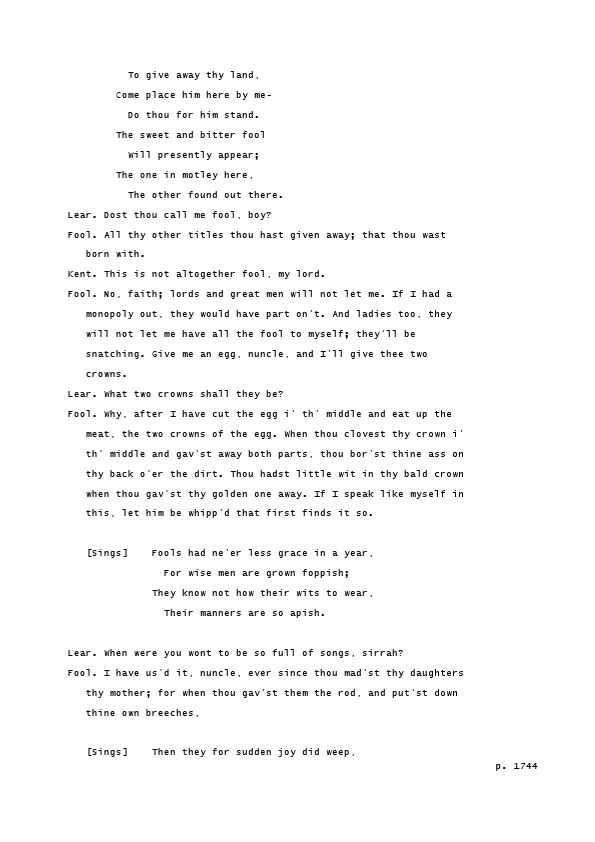 To give away thy land,
Come place him here by me-
Do thou for him stand.
The sweet and bitter fool
Will presently appear;
The one in motley here,
The other found out there.
Lear. Dost thou call me fool, boy?
Fool. All thy other titles thou hast given away; that thou wast
born with.
Kent. This is not altogether fool, my lord.
Fool. No, faith; lords and great men will not let me. If I had a
monopoly out, they would have part on't. And ladies too, they
will not let me have all the fool to myself; they'll be
snatching. Give me an egg, nuncle, and I'll give thee two
crowns.
Lear. What two crowns shall they be?
Fool. Why, after I have cut the egg i' th' middle and eat up the
meat, the two crowns of the egg. When thou clovest thy crown i'
th' middle and gav'st away both parts, thou bor'st thine ass on
thy back o'er the dirt. Thou hadst little wit in thy bald crown
when thou gav'st thy golden one away. If I speak like myself in
this, let him be whipp'd that first finds it so.
[Sings] Fools had ne'er less grace in a year,
For wise men are grown foppish;
They know not how their wits to wear,
Their manners are so apish.
Lear. When were you wont to be so full of songs, sirrah?
Fool. I have us'd it, nuncle, ever since thou mad'st thy daughters
thy mother; for when thou gav'st them the rod, and put'st down
thine own breeches,
[Sings] Then they for sudden joy did weep,
p. 1744